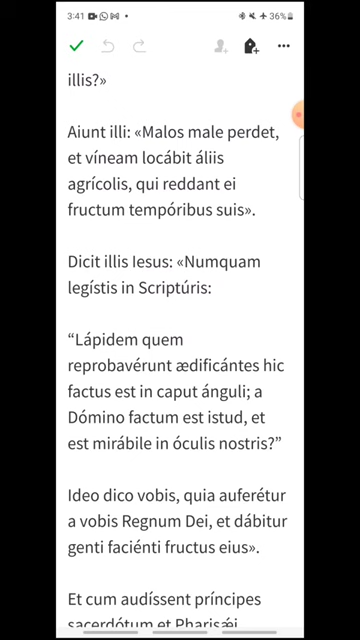 3:41
36%
illis?»
Aiunt illi: «Malos male perdet,
et víneam locábit áliis
agrícolis, qui reddant ei
fructum tempóribus suis».
Dicit illis Iesus: «Numquam
legístis in Scriptúris:
“Lápidem quem
reprobavérunt ædificántes hic
factus est in caput ánguli; a
Dómino factum est istud, et
est mirábile in óculis nostris?”
Ideo dico vobis, quia auferétur
a vobis Regnum Dei, et dábitur
genti faciénti fructus eius».
Et cum audíssent príncipes
sacerdótum et Pharisǽi